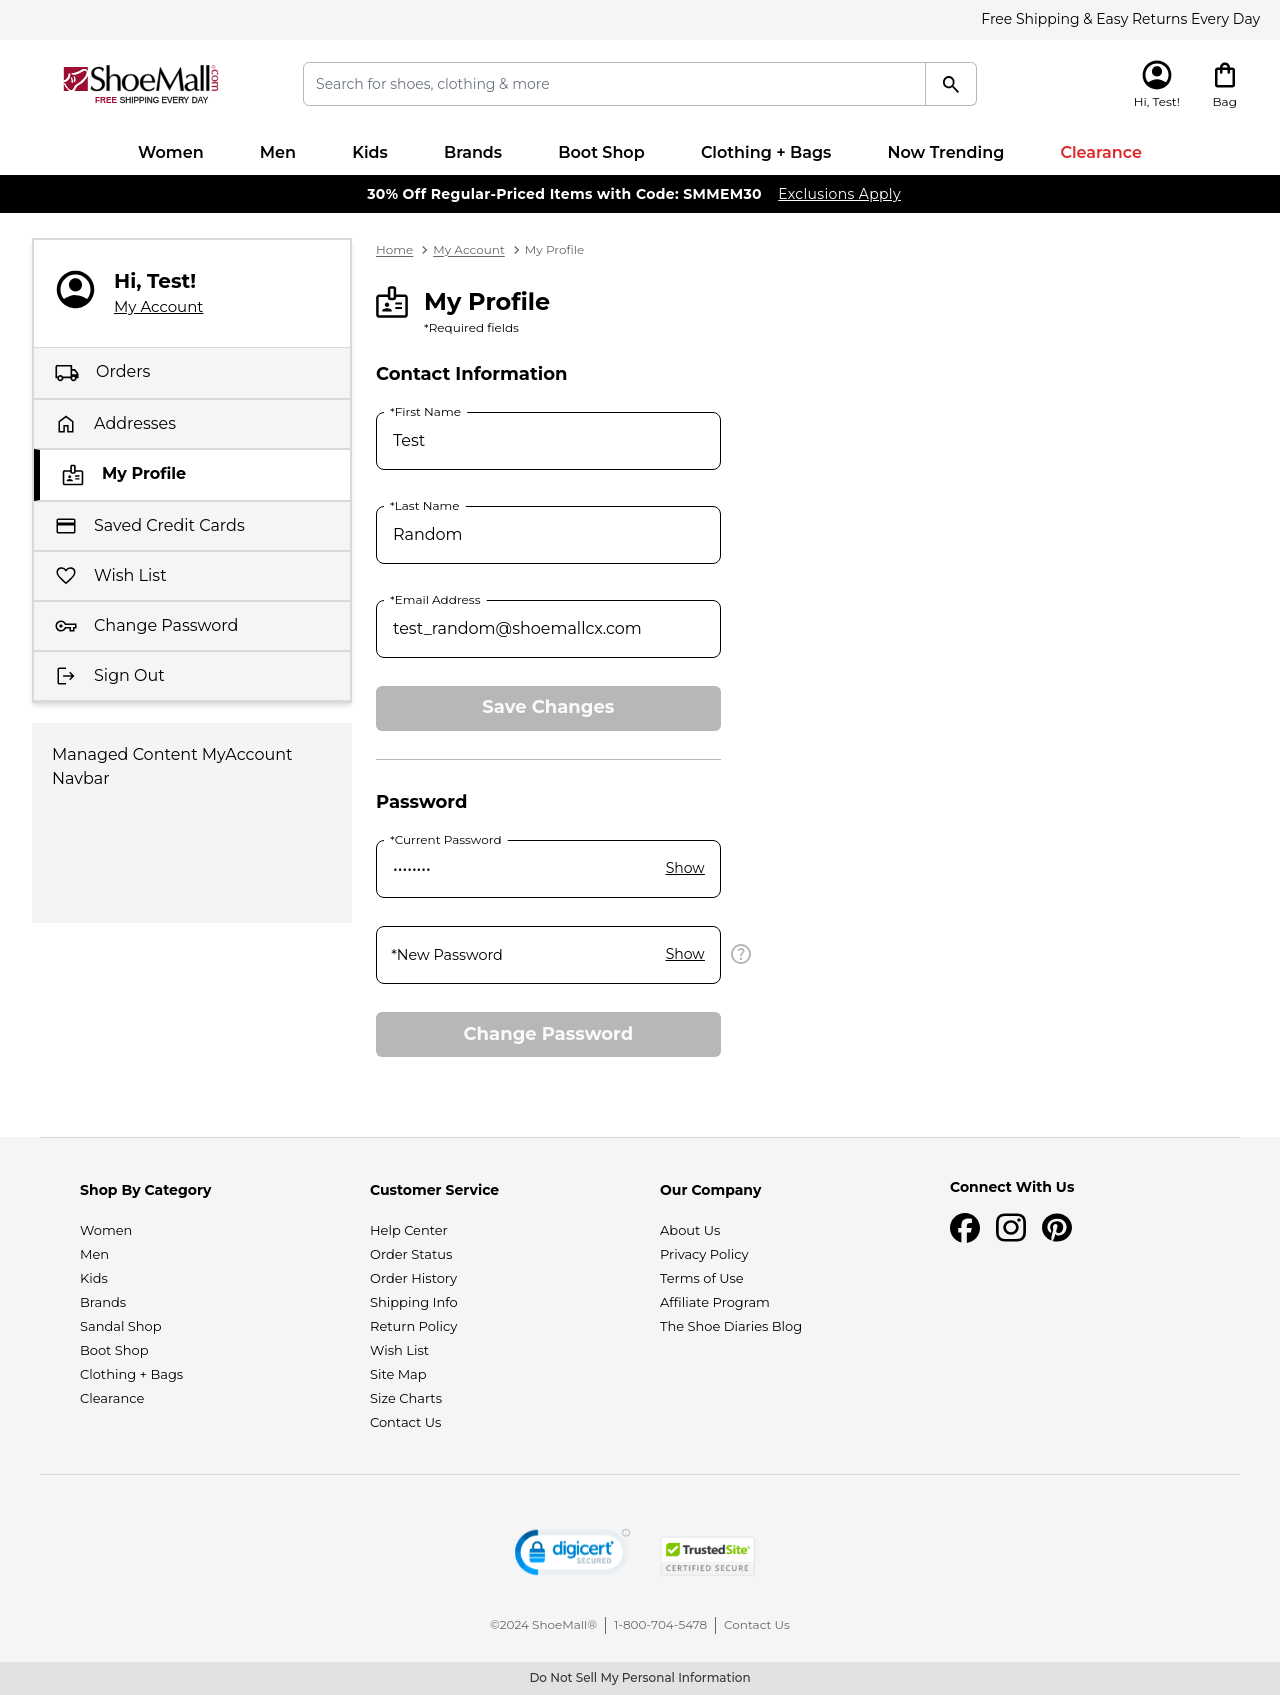 Free Shipping & Easy Returns Every Day
ShoeMall.com
FREE SHIPPING EVERY DAY
Search for shoes, clothing & more
Hi, Test!
Bag
Women
Men
Kids
Brands
Boot Shop
Clothing + Bags
Now Trending
Clearance
30% Off Regular-Priced Items with Code: SMMEM30 Exclusions Apply
Hi, Test!
My Account
Orders
Addresses
My Profile
Saved Credit Cards
Wish List
Change Password
Sign Out
Managed Content MyAccount
Navbar
Home > My Account > My Profile
My Profile
*Required fields
Contact Information
*First Name
Test
*Last Name
Random
*Email Address
test_random@shoemallcx.com
Save Changes
Password
*Current Password
•••••••• Show
*New Password Show
?
Change Password
Shop By Category
Women
Men
Kids
Brands
Sandal Shop
Boot Shop
Clothing + Bags
Clearance
Customer Service
Help Center
Order Status
Order History
Shipping Info
Return Policy
Wish List
Site Map
Size Charts
Contact Us
Our Company
About Us
Privacy Policy
Terms of Use
Affiliate Program
The Shoe Diaries Blog
Connect With Us
digicert
SECURED
TrustedSite
CERTIFIED SECURE
©2024 ShoeMall® | 1-800-704-5478 | Contact Us
Do Not Sell My Personal Information